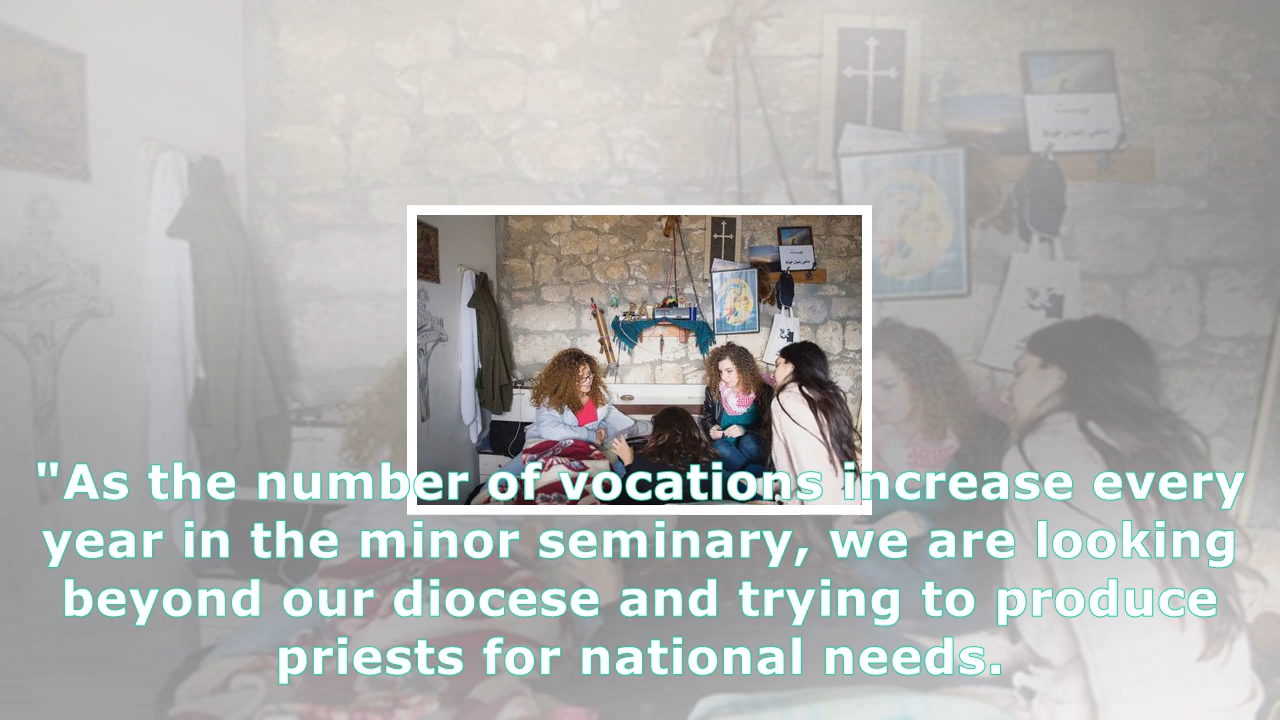 "As the number of vocations increase every
year in the minor seminary, we are looking
beyond our diocese and trying to produce
priests for national needs.